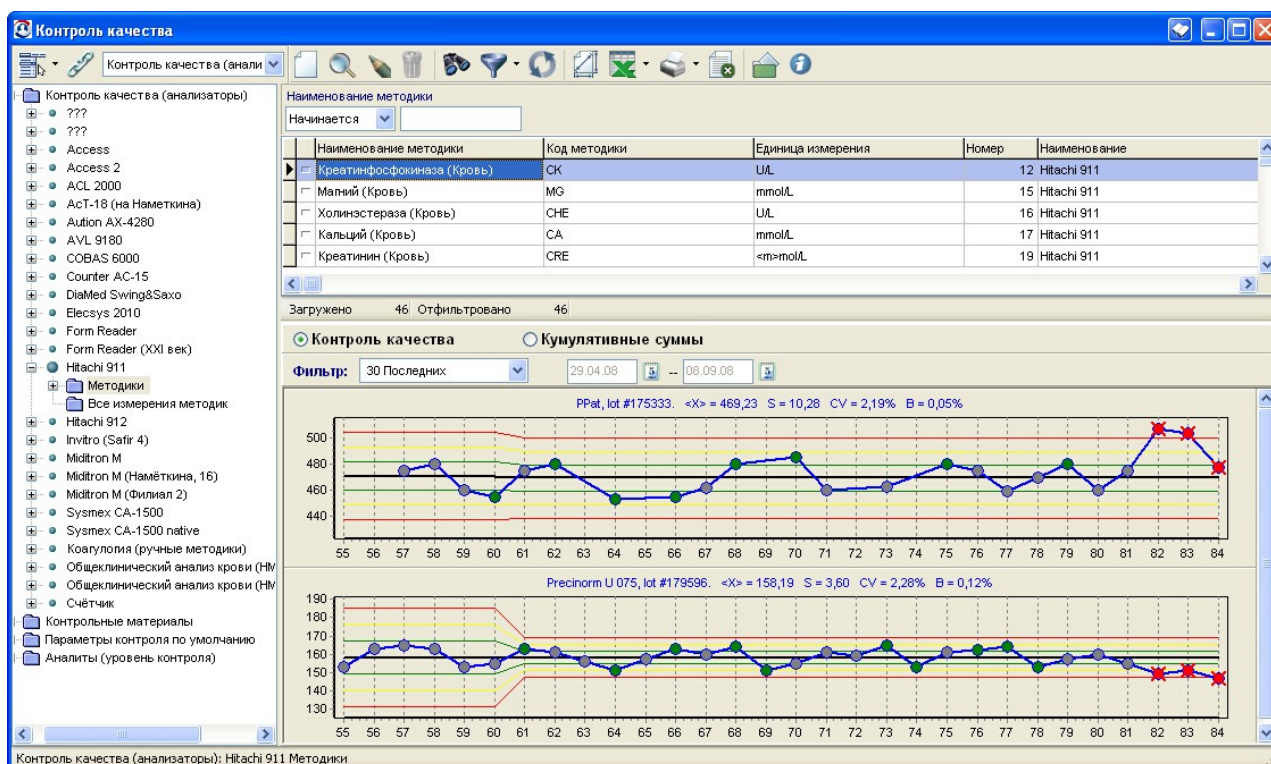 Контроль качества
Контроль качества (анали
Контроль качества (анализаторы)
???
???
Access
Access 2
ACL 2000
АсТ-18 (на Наметкина)
Aution AX-4280
AVL 9180
COBAS 6000
Counter AC-15
DiaMed Swing&Saxo
Elecsys 2010
Form Reader
Form Reader (XXI век)
Hitachi 911
Методики
Все измерения методик
Hitachi 912
Invitro (Safir 4)
Miditron M
Miditron M (Намёткина, 16)
Miditron M (Филиал 2)
Sysmex CA-1500
Sysmex CA-1500 native
Коагулогия (ручные методики)
Общеклинический анализ крови (НМ
Общеклинический анализ крови (НМ
Счётчик
Контрольные материалы
Параметры контроля по умолчанию
Аналиты (уровень контроля)
Наименование методики
Начинается
Наименование методики Код методики Единица измерения Номер Наименование
Креатинфосфокиназа (Кровь) CK U/L 12 Hitachi 911
Магний (Кровь) MG mmol/L 15 Hitachi 911
Холинэстераза (Кровь) CHE U/L 16 Hitachi 911
Кальций (Кровь) CA mmol/L 17 Hitachi 911
Креатинин (Кровь) CRE <m>mol/L 19 Hitachi 911
Загружено 46 Отфильтровано 46
Контроль качества Кумулятивные суммы
Фильтр: 30 Последних 29.04.08 -- 08.09.08
PPat, lot #175333. <X> = 469,23 S = 10,28 CV = 2,19% B = 0,05%
500
480
460
440
55 56 57 58 59 60 61 62 63 64 65 66 67 68 69 70 71 72 73 74 75 76 77 78 79 80 81 82 83 84
Precinorm U 075, lot #179596. <X> = 158,19 S = 3,60 CV = 2,28% B = 0,12%
190
180
170
160
150
140
130
55 56 57 58 59 60 61 62 63 64 65 66 67 68 69 70 71 72 73 74 75 76 77 78 79 80 81 82 83 84
Контроль качества (анализаторы): Hitachi 911 Методики